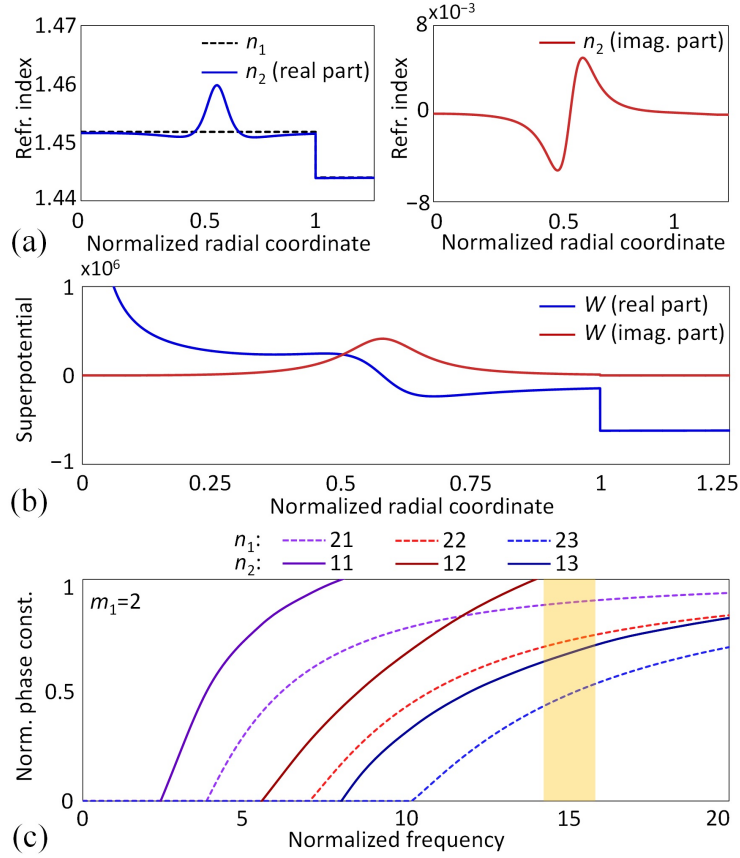 1.47
1.46
1.45
1.44
Refr. index
n1
n2 (real part)
0
0.5
1
Normalized radial coordinate
(a)
8×10−3
0
−8
Refr. index
n2 (imag. part)
0
0.5
1
Normalized radial coordinate
x10⁶
1
0
−1
Superpotential
W (real part)
W (imag. part)
0
0.25
0.5
0.75
1
1.25
Normalized radial coordinate
(b)
n1: 21 22 23
n2: 11 12 13
m1=2
1
0.5
0
Norm. phase const.
0
5
10
15
20
Normalized frequency
(c)